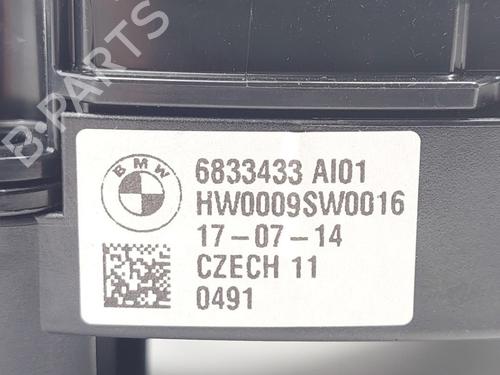 B-PARTS
BMW
6833433 AI01
HW0009SW0016
17-07-14
CZECH 11
0491